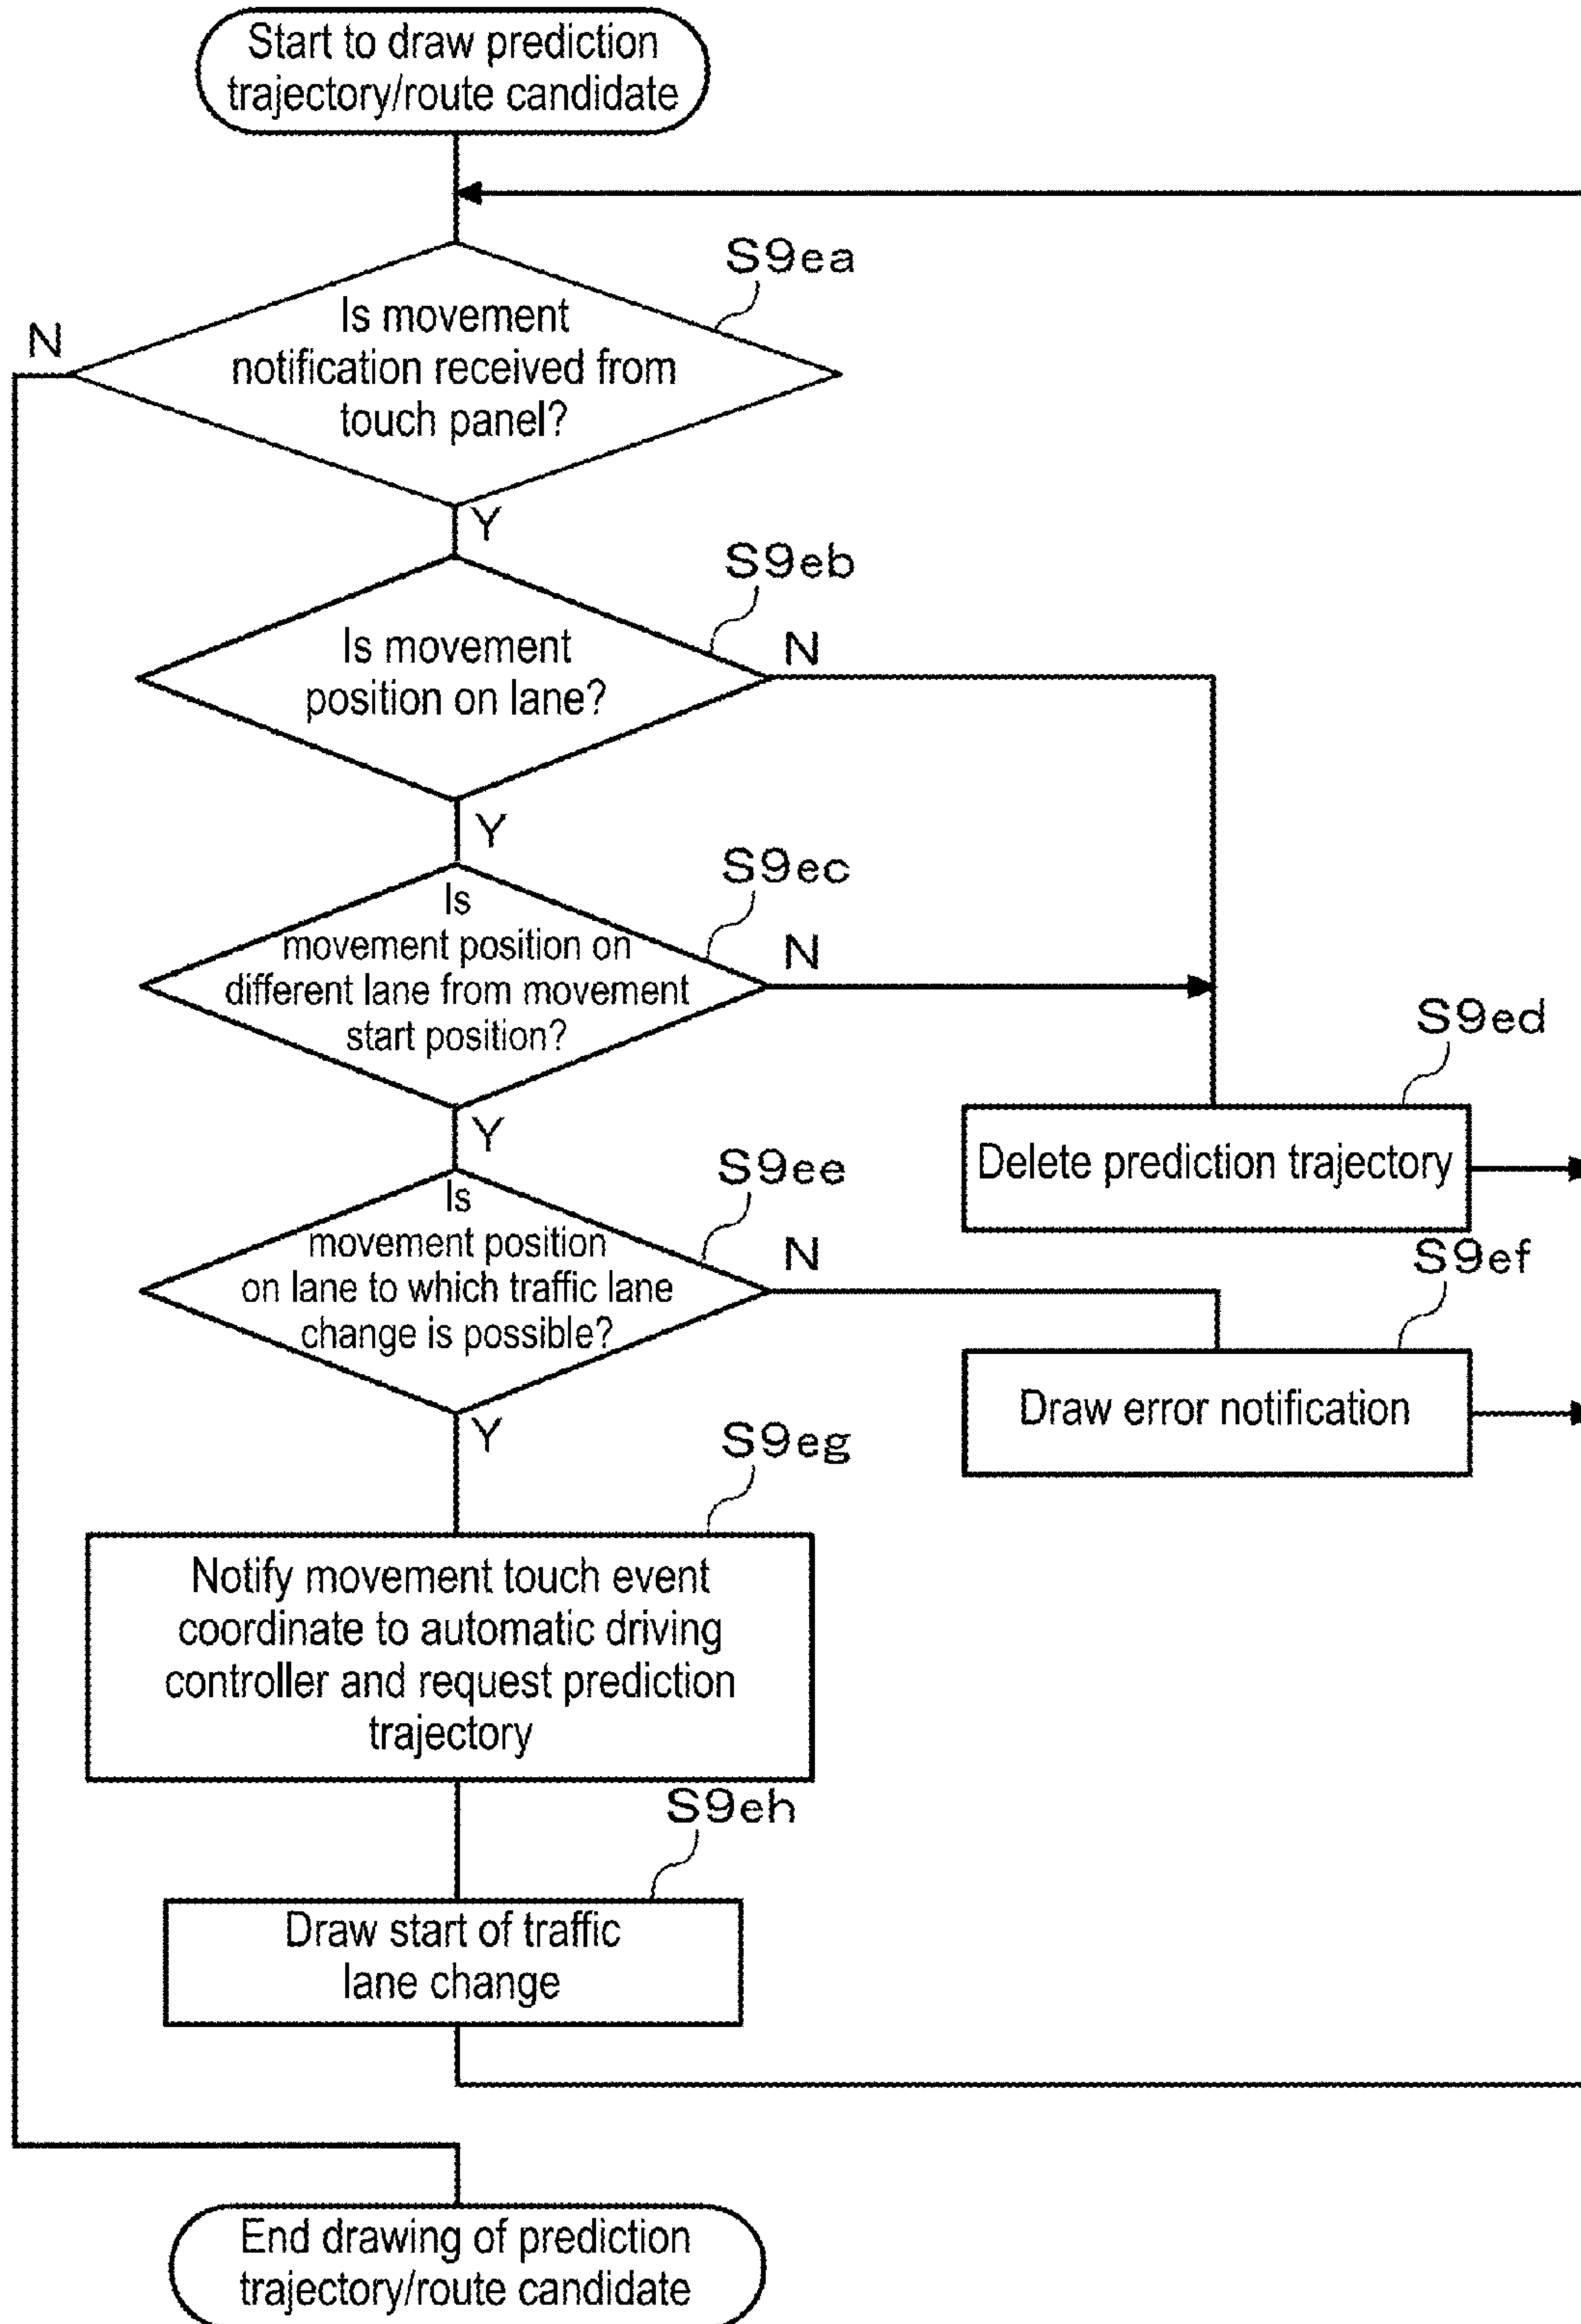 Start to draw prediction
trajectory/route candidate
S9ea
N
Is movement
notification received from
touch panel?
Y
S9eb
Is movement
position on lane?
N
Y
S9ec
Is
movement position on
different lane from movement
start position?
N
S9ed
Y
Delete prediction trajectory
S9ee
Is
movement position
on lane to which traffic lane
change is possible?
N
S9ef
Draw error notification
Y
S9eg
Notify movement touch event
coordinate to automatic driving
controller and request prediction
trajectory
S9eh
Draw start of traffic
lane change
End drawing of prediction
trajectory/route candidate